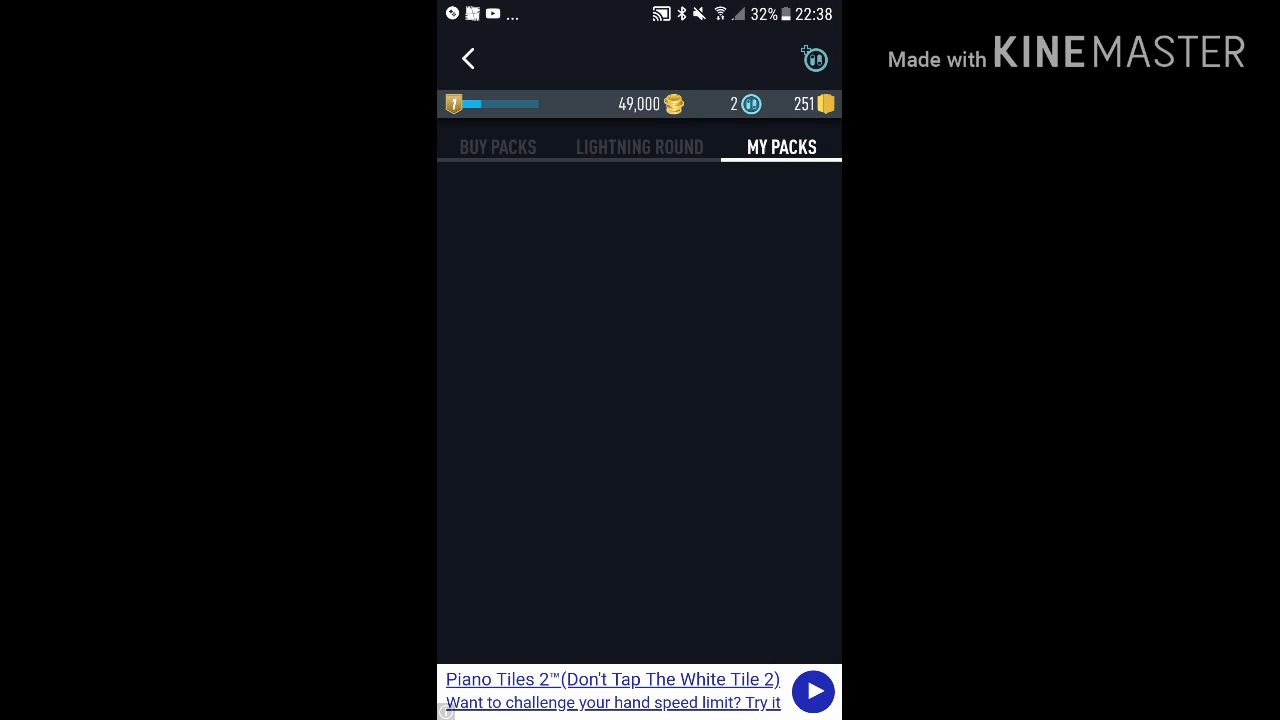 ... 32% 22:38
Made with KINEMASTER
1 49,000 2 251
BUY PACKS LIGHTNING ROUND MY PACKS
Piano Tiles 2™(Don't Tap The White Tile 2)
Want to challenge your hand speed limit? Try it